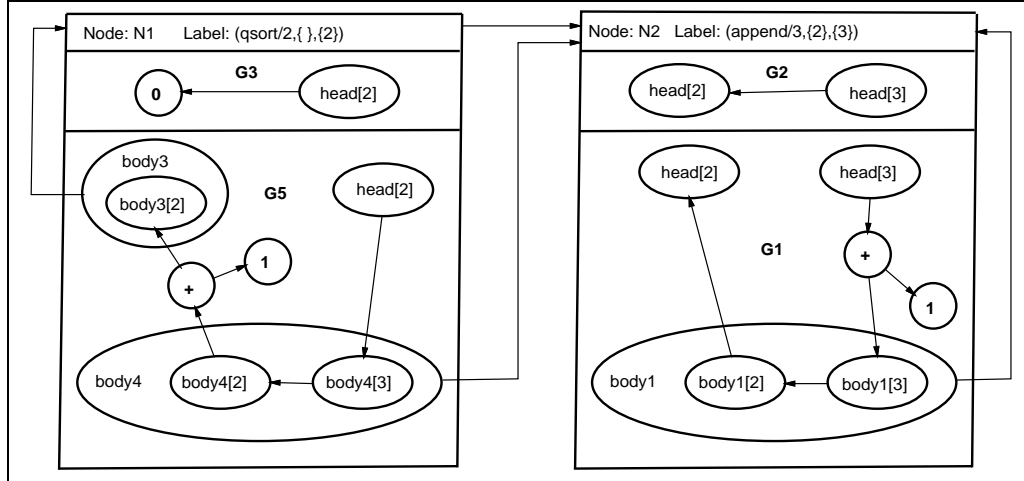 Node: N1 Label: (qsort/2,{ },{2})
G3
0
head[2]
body3
body3[2]
G5
head[2]
1
+
body4
body4[2]
body4[3]
Node: N2 Label: (append/3,{2},{3})
G2
head[2]
head[3]
head[2]
head[3]
G1
+
1
body1
body1[2]
body1[3]